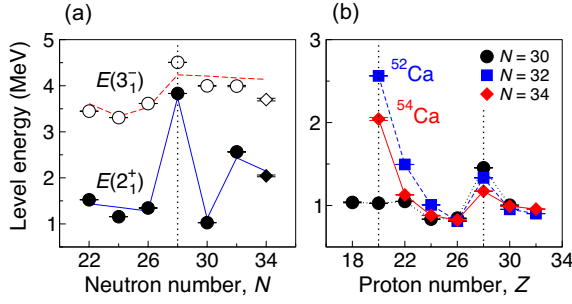 (a)
Level energy (MeV)
5
4
3
2
1
E(3₁⁻)
E(2₁⁺)
22 26 30 34
Neutron number, N
(b)
3
2
1
⁵²Ca
⁵⁴Ca
N = 30
N = 32
N = 34
18 20 22 24 26 28 30 32
Proton number, Z